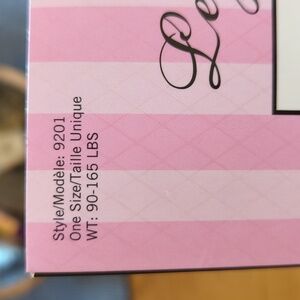 Style/Modèle: 9201
One Size/Taille Unique
WT: 90-165 LBS